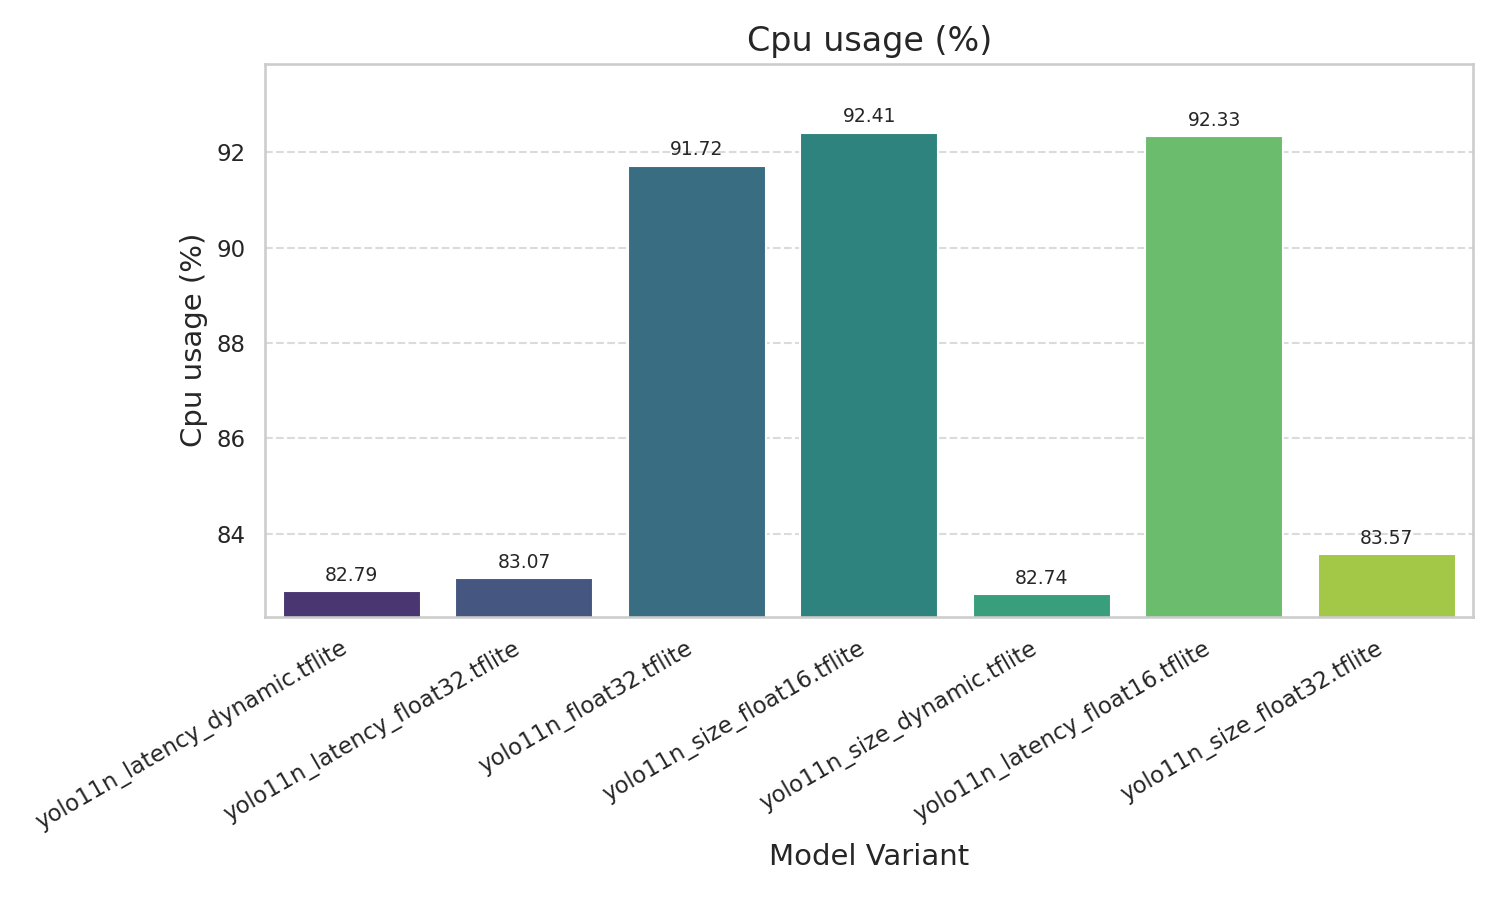 Cpu usage (%)
Cpu usage (%)
92
90
88
86
84
82.79
83.07
91.72
92.41
82.74
92.33
83.57
yolo11n_latency_dynamic.tflite
yolo11n_latency_float32.tflite
yolo11n_float32.tflite
yolo11n_size_float16.tflite
yolo11n_size_dynamic.tflite
yolo11n_latency_float16.tflite
yolo11n_size_float32.tflite
Model Variant